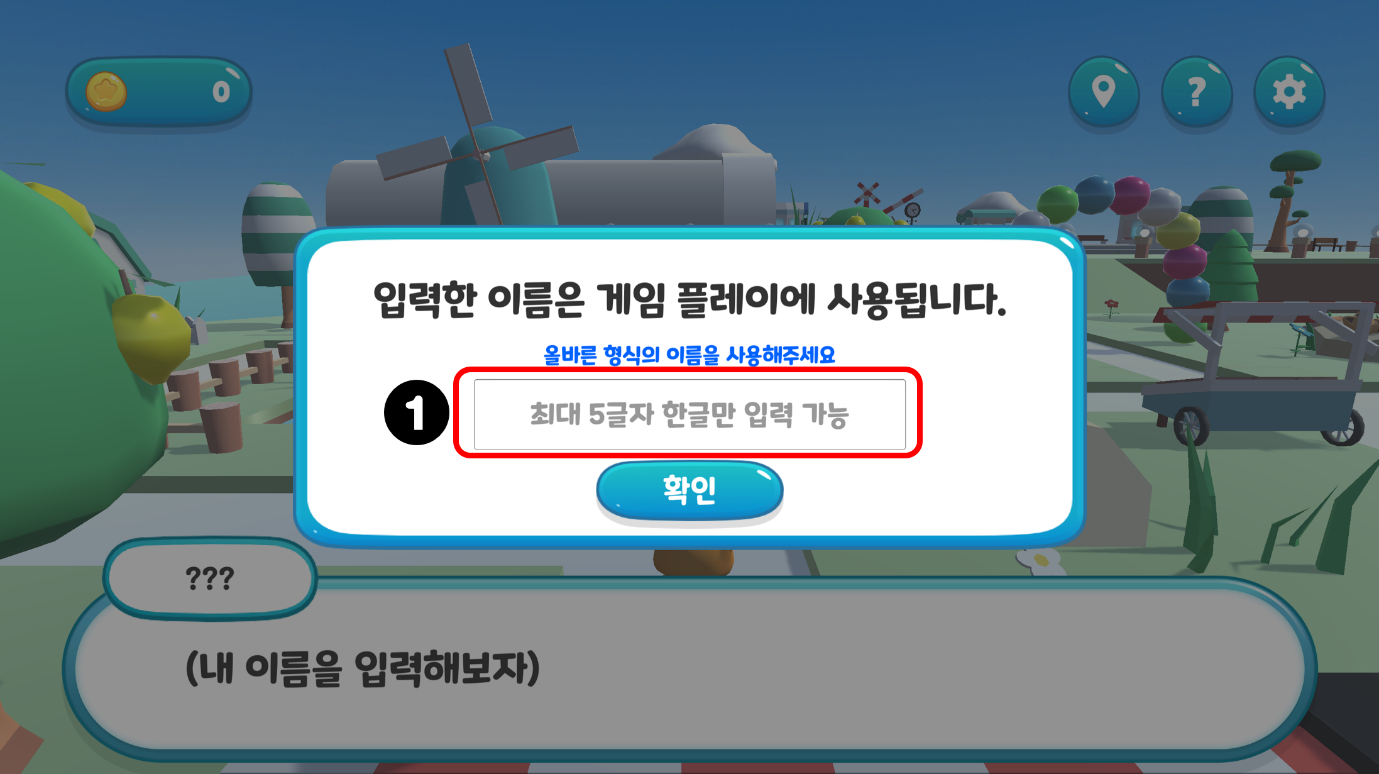 0
?
입력한 이름은 게임 플레이에 사용됩니다.
올바른 형식의 이름을 사용해주세요
1
최대 5글자 한글만 입력 가능
확인
???
(내 이름을 입력해보자)